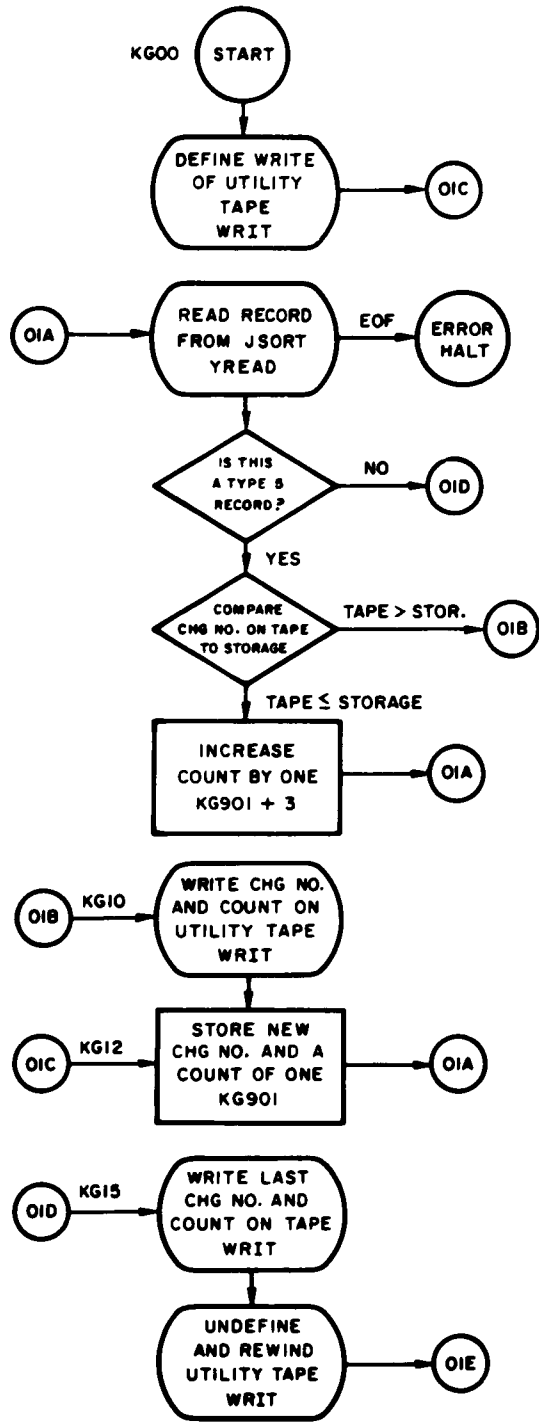 KG00
START
DEFINE WRITE
OF UTILITY
TAPE
WRIT
01C
01A
READ RECORD
FROM JSORT
YREAD
EOF
ERROR
HALT
IS THIS
A TYPE 5
RECORD?
NO
01D
YES
COMPARE
CHG NO. ON TAPE
TO STORAGE
TAPE > STOR.
01B
TAPE ≤ STORAGE
INCREASE
COUNT BY ONE
KG901 + 3
01A
01B
KG10
WRITE CHG NO.
AND COUNT ON
UTILITY TAPE
WRIT
01C
KG12
STORE NEW
CHG NO. AND A
COUNT OF ONE
KG901
01A
01D
KG15
WRITE LAST
CHG NO. AND
COUNT ON TAPE
WRIT
UNDEFINE
AND REWIND
UTILITY TAPE
WRIT
01E